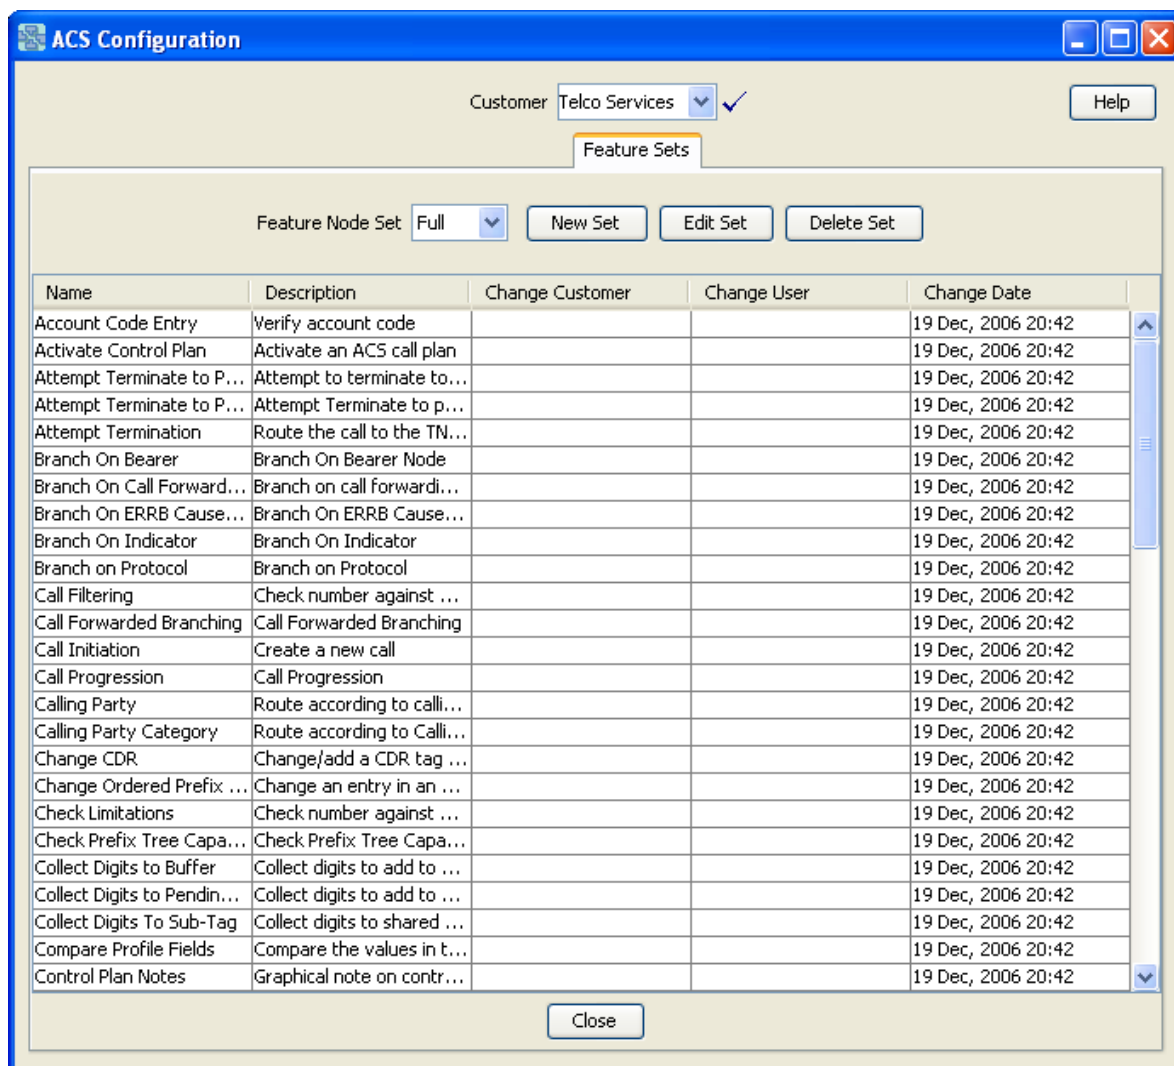 ACS Configuration
Customer Telco Services Help
Feature Sets
Feature Node Set Full New Set Edit Set Delete Set
Name Description Change Customer Change User Change Date
Account Code Entry Verify account code 19 Dec, 2006 20:42
Activate Control Plan Activate an ACS call plan 19 Dec, 2006 20:42
Attempt Terminate to P... Attempt to terminate to... 19 Dec, 2006 20:42
Attempt Terminate to P... Attempt Terminate to p... 19 Dec, 2006 20:42
Attempt Termination Route the call to the TN... 19 Dec, 2006 20:42
Branch On Bearer Branch On Bearer Node 19 Dec, 2006 20:42
Branch On Call Forward... Branch on call forwardi... 19 Dec, 2006 20:42
Branch On ERRB Cause... Branch On ERRB Cause... 19 Dec, 2006 20:42
Branch On Indicator Branch On Indicator 19 Dec, 2006 20:42
Branch on Protocol Branch on Protocol 19 Dec, 2006 20:42
Call Filtering Check number against ... 19 Dec, 2006 20:42
Call Forwarded Branching Call Forwarded Branching 19 Dec, 2006 20:42
Call Initiation Create a new call 19 Dec, 2006 20:42
Call Progression Call Progression 19 Dec, 2006 20:42
Calling Party Route according to calli... 19 Dec, 2006 20:42
Calling Party Category Route according to Calli... 19 Dec, 2006 20:42
Change CDR Change/add a CDR tag ... 19 Dec, 2006 20:42
Change Ordered Prefix ... Change an entry in an ... 19 Dec, 2006 20:42
Check Limitations Check number against ... 19 Dec, 2006 20:42
Check Prefix Tree Capa... Check Prefix Tree Capa... 19 Dec, 2006 20:42
Collect Digits to Buffer Collect digits to add to ... 19 Dec, 2006 20:42
Collect Digits to Pendin... Collect digits to add to ... 19 Dec, 2006 20:42
Collect Digits To Sub-Tag Collect digits to shared ... 19 Dec, 2006 20:42
Compare Profile Fields Compare the values in t... 19 Dec, 2006 20:42
Control Plan Notes Graphical note on contr... 19 Dec, 2006 20:42
Close